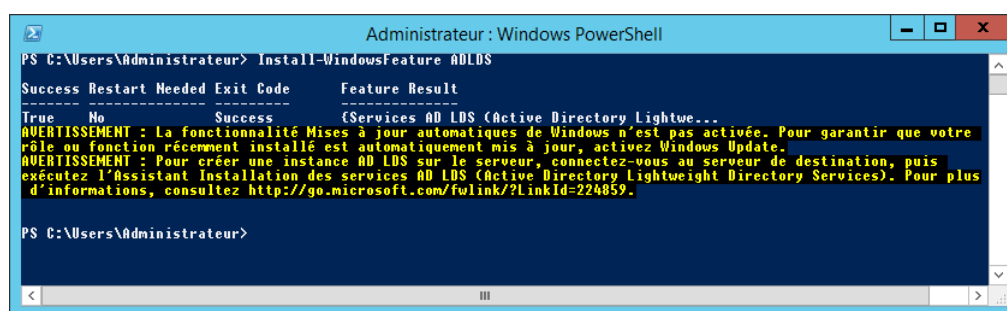 Administrateur : Windows PowerShell
PS C:\Users\Administrateur> Install-WindowsFeature ADLDS
Success Restart Needed Exit Code      Feature Result
------- -------------- ---------      --------------
True    No             Success        {Services AD LDS (Active Directory Lightwe...
AVERTISSEMENT : La fonctionnalité Mises à jour automatiques de Windows n'est pas activée. Pour garantir que votre
rôle ou fonction récemment installé est automatiquement mis à jour, activez Windows Update.
AVERTISSEMENT : Pour créer une instance AD LDS sur le serveur, connectez-vous au serveur de destination, puis
exécutez l'Assistant Installation des services AD LDS (Active Directory Lightweight Directory Services). Pour plus
d'informations, consultez http://go.microsoft.com/fwlink/?LinkId=224859.
PS C:\Users\Administrateur>